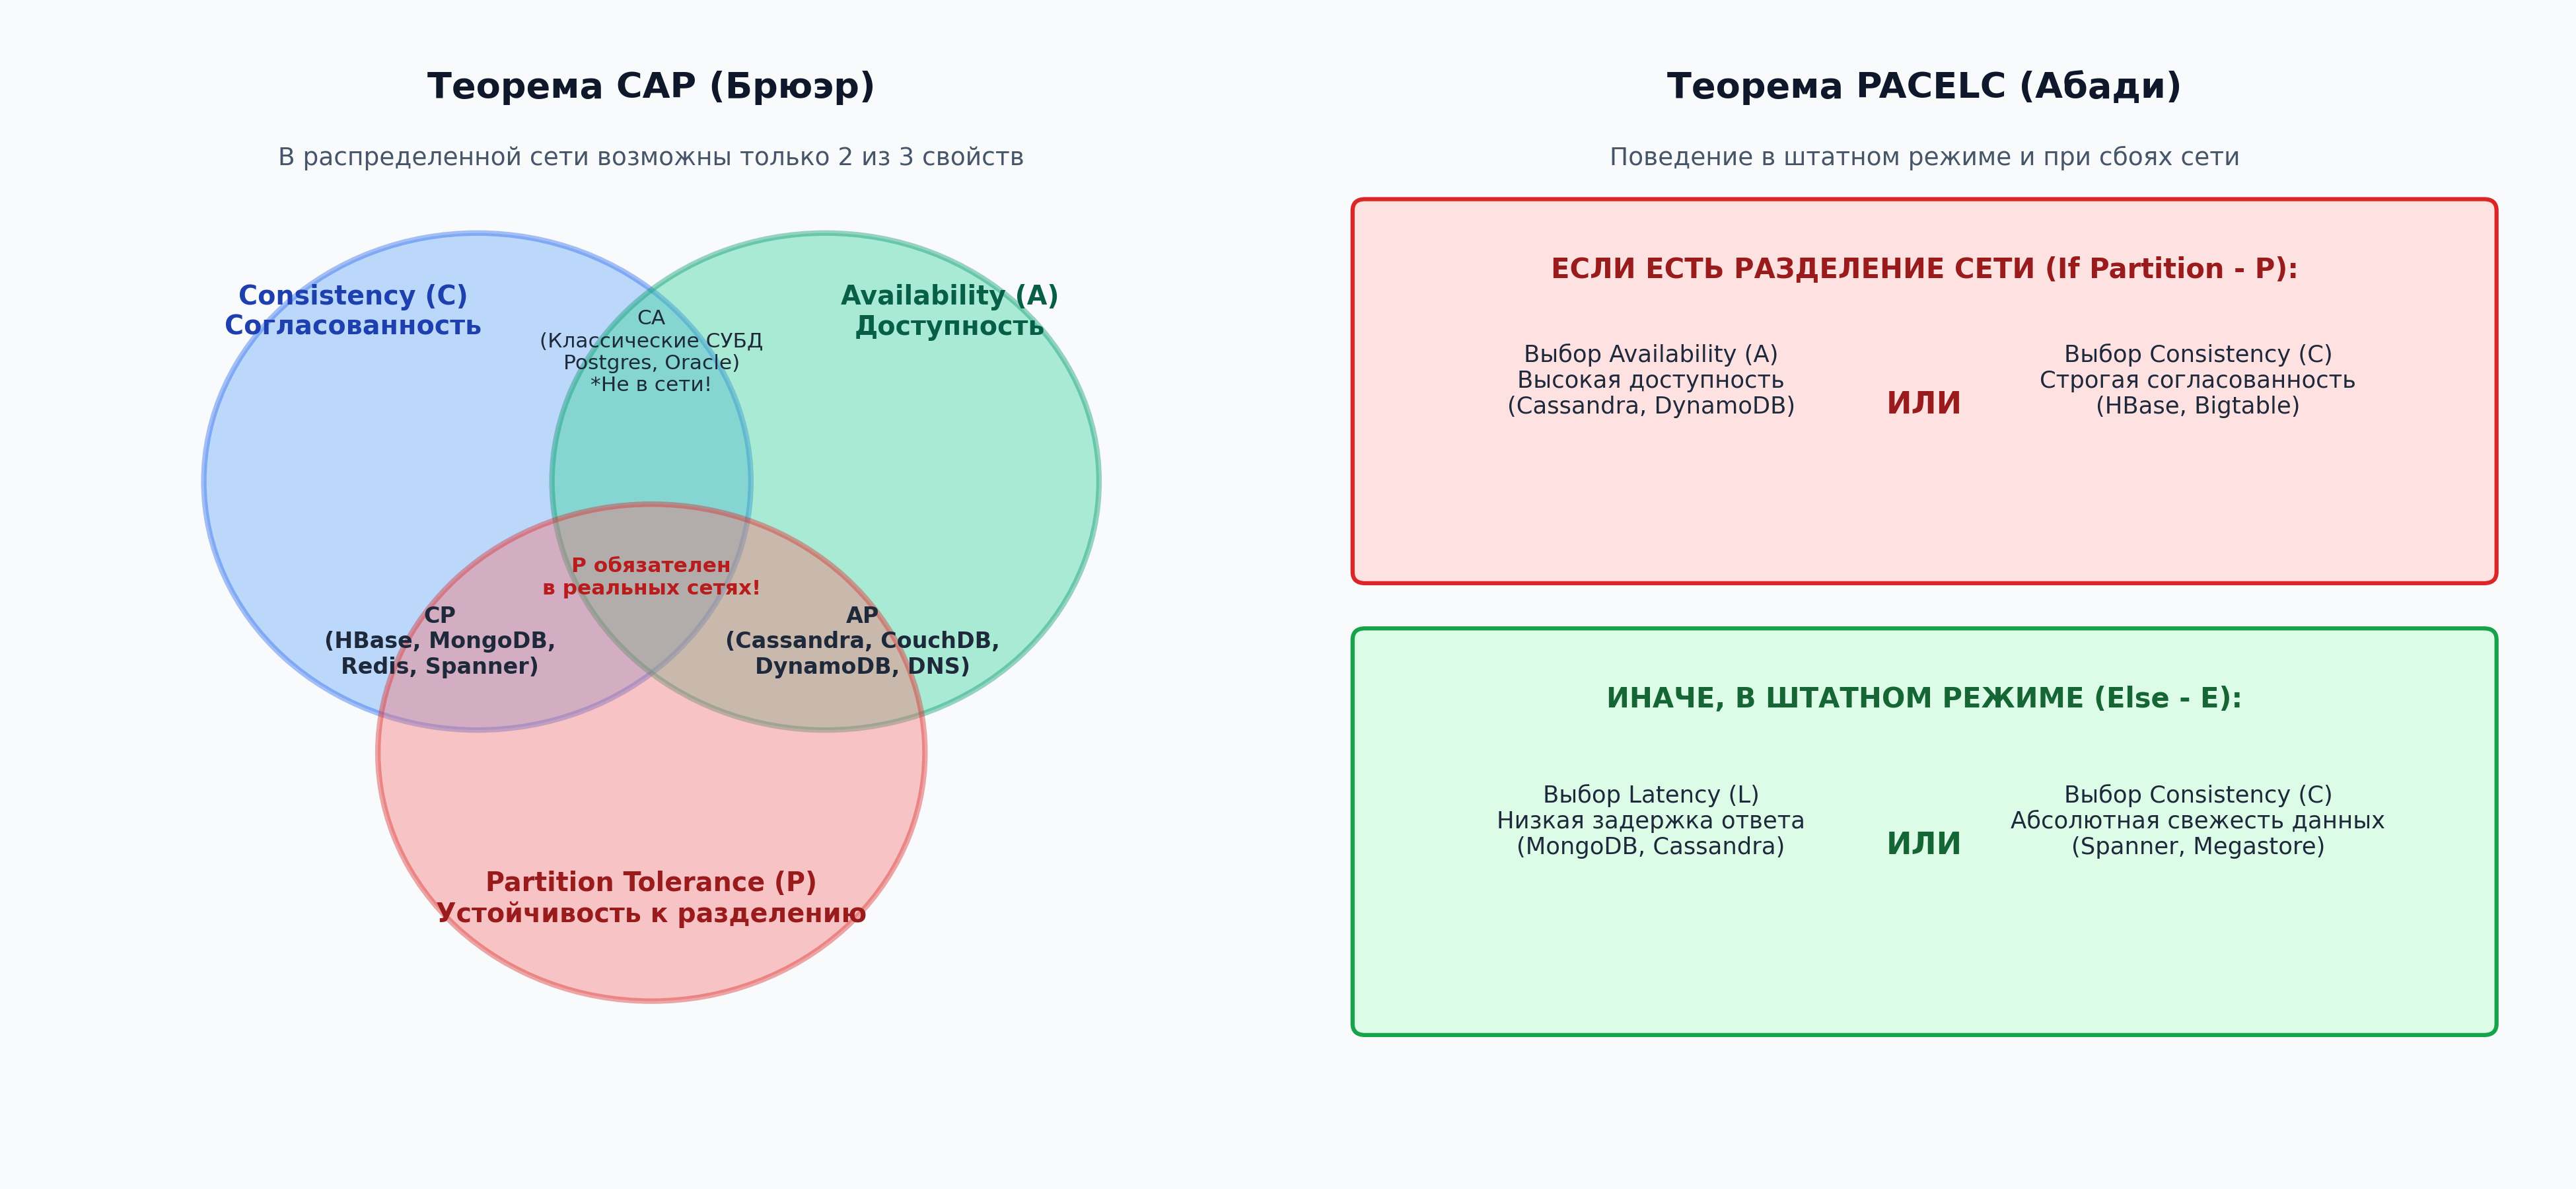 Теорема CAP (Брюэр)
В распределенной сети возможны только 2 из 3 свойств
Consistency (C)
Согласованность
Availability (A)
Доступность
CA
(Классические СУБД
Postgres, Oracle)
*Не в сети!
P обязателен
в реальных сетях!
CP
(HBase, MongoDB,
Redis, Spanner)
AP
(Cassandra, CouchDB,
DynamoDB, DNS)
Partition Tolerance (P)
Устойчивость к разделению
Теорема PACELC (Абади)
Поведение в штатном режиме и при сбоях сети
ЕСЛИ ЕСТЬ РАЗДЕЛЕНИЕ СЕТИ (If Partition - P):
Выбор Availability (A)
Высокая доступность
(Cassandra, DynamoDB)
ИЛИ
Выбор Consistency (C)
Строгая согласованность
(HBase, Bigtable)
ИНАЧЕ, В ШТАТНОМ РЕЖИМЕ (Else - E):
Выбор Latency (L)
Низкая задержка ответа
(MongoDB, Cassandra)
ИЛИ
Выбор Consistency (C)
Абсолютная свежесть данных
(Spanner, Megastore)